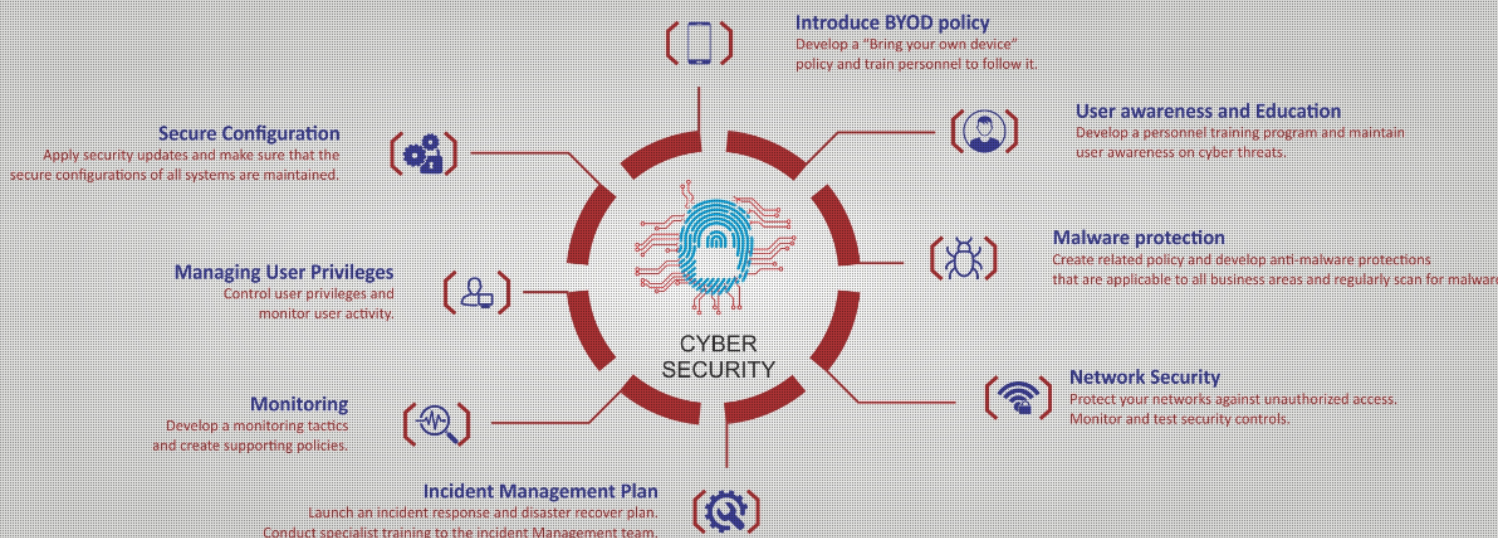 Introduce BYOD policy
Develop a “Bring your own device”
policy and train personnel to follow it.
User awareness and Education
Develop a personnel training program and maintain
user awareness on cyber threats.
Malware protection
Create related policy and develop anti-malware protections
that are applicable to all business areas and regularly scan for malware
Network Security
Protect your networks against unauthorized access.
Monitor and test security controls.
Incident Management Plan
Launch an incident response and disaster recover plan.
Conduct specialist training to the incident Management team.
Monitoring
Develop a monitoring tactics
and create supporting policies.
Managing User Privileges
Control user privileges and
monitor user activity.
Secure Configuration
Apply security updates and make sure that the
secure configurations of all systems are maintained.
CYBER
SECURITY